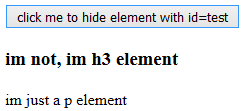 click me to hide element with id=test
im not, im h3 element
im just a p element